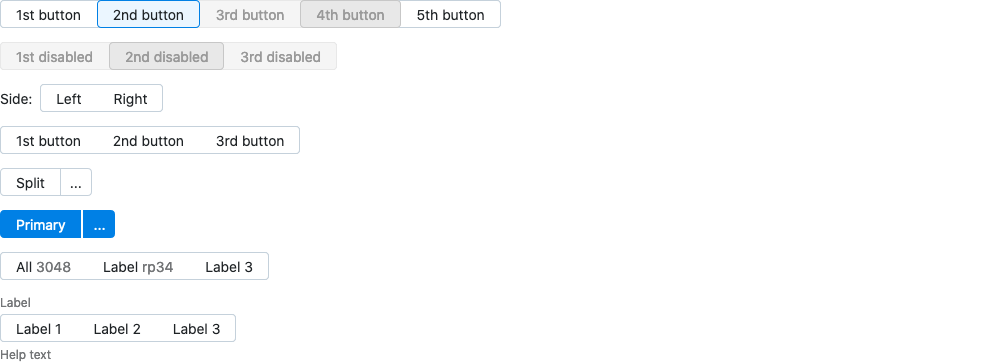 1st button 2nd button 3rd button 4th button 5th button
1st disabled 2nd disabled 3rd disabled
Side: Left Right
1st button 2nd button 3rd button
Split ...
Primary ...
All 3048 Label rp34 Label 3
Label
Label 1 Label 2 Label 3
Help text